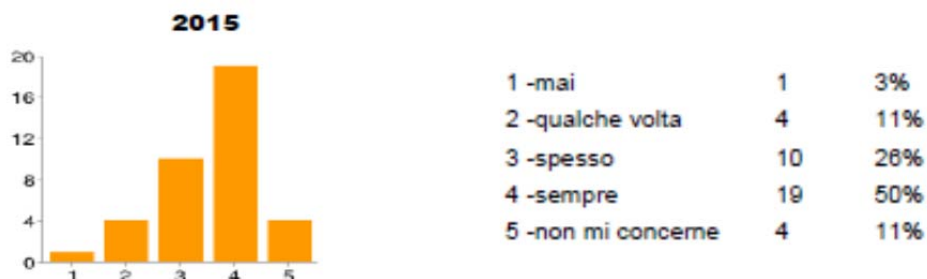 2015
20
16
12
8
4
0
1 2 3 4 5
1 -mai 1 3%
2 -qualche volta 4 11%
3 -spesso 10 26%
4 -sempre 19 50%
5 -non mi concerne 4 11%